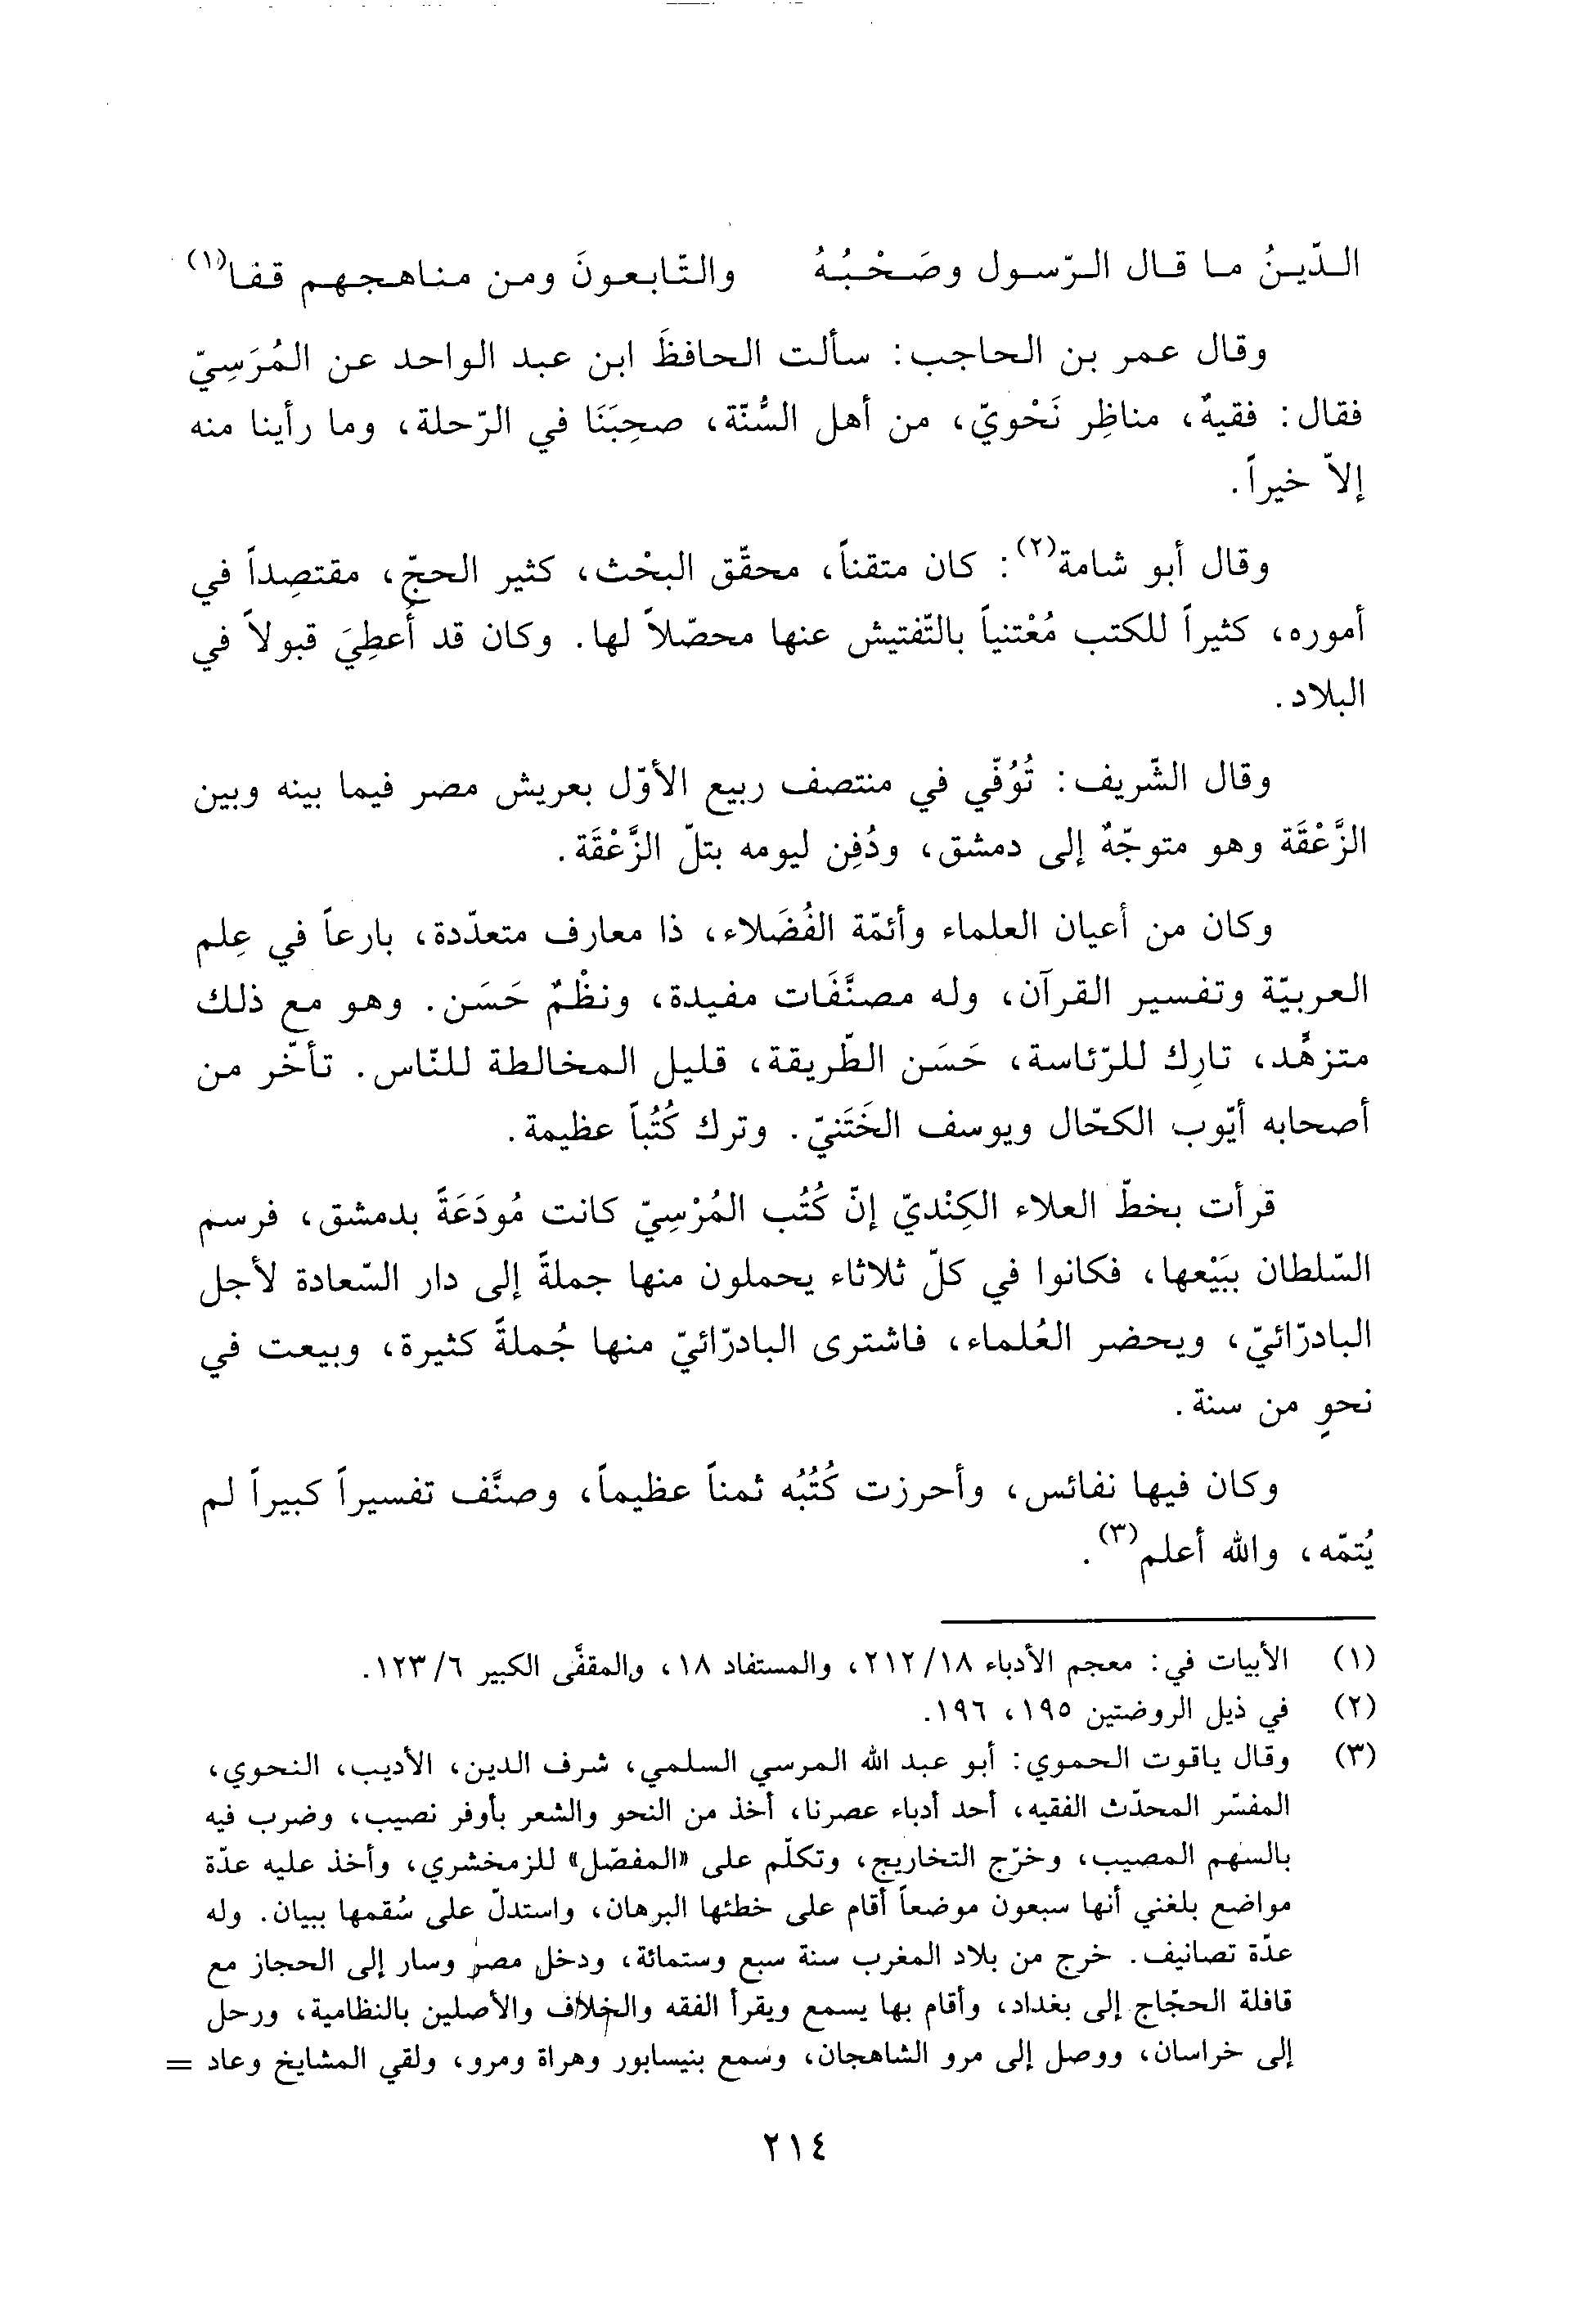 الدّينُ ما قال الرّسول وصَحْبُهُ والتّابعونَ ومن مناهجهم قفا(١)
وقال عمر بن الحاجب: سألت الحافظَ ابن عبد الواحد عن المُرَسِيّ
فقال: فقيهٌ، مناظِر نَحْويّ، من أهل السُّنّة، صحِبَنَا في الرّحلة، وما رأينا منه
إلاّ خيراً.
وقال أبو شامة(٢): كان متقناً، محقّق البحْث، كثير الحجّ، مقتصِداً في
أموره، كثيراً للكتب مُعْتنياً بالتّفتيش عنها محصّلاً لها. وكان قد أُعطِيَ قبولاً في
البلاد.
وقال الشّريف: تُوُفّي في منتصف ربيع الأوّل بعريش مصر فيما بينه وبين
الزَّعْقَة وهو متوجّهٌ إلى دمشق، ودُفِن ليومه بتلّ الزَّعْقَة.
وكان من أعيان العلماء وأئمّة الفُضَلاء، ذا معارف متعدّدة، بارعاً في عِلم
العربيّة وتفسير القرآن، وله مصنَّفَات مفيدة، ونظْمٌ حَسَن. وهو مع ذلك
متزهّد، تارِك للرّئاسة، حَسَن الطّريقة، قليل المخالطة للنّاس. تأخّر من
أصحابه أيّوب الكحّال ويوسف الخَتَنيّ. وترك كُتُباً عظيمة.
قرأت بخطّ العلاء الكِنْديّ إنّ كُتُب المُرْسِيّ كانت مُودَعَةً بدمشق، فرسم
السّلطان ببَيْعها، فكانوا في كلّ ثلاثاء يحملون منها جملةً إلى دار السّعادة لأجل
البادرّائيّ، ويحضر العُلماء، فاشترى البادرّائيّ منها جُملةً كثيرة، وبيعت في
نحوٍ من سنة.
وكان فيها نفائس، وأحرزت كُتُبُه ثمناً عظيماً، وصنَّف تفسيراً كبيراً لم
يُتمّه، والله أعلم(٣).
(١) الأبيات في: معجم الأدباء ٢١٢/١٨، والمستفاد ١٨، والمقفَّى الكبير ١٢٣/٦.
(٢) في ذيل الروضتين ١٩٥، ١٩٦.
(٣) وقال ياقوت الحموي: أبو عبد الله المرسي السلمي، شرف الدين، الأديب، النحوي،
المفسّر المحدّث الفقيه، أحد أدباء عصرنا، أخذ من النحو والشعر بأوفر نصيب، وضرب فيه
بالسهم المصيب، وخرّج التخاريج، وتكلّم على «المفصّل» للزمخشري، وأخذ عليه عدّة
مواضع بلغني أنها سبعون موضعاً أقام على خطئها البرهان، واستدلّ على سُقمها ببيان. وله
عدّة تصانيف. خرج من بلاد المغرب سنة سبع وستمائة، ودخل مصر وسار إلى الحجاز مع
قافلة الحجّاج إلى بغداد، وأقام بها يسمع ويقرأ الفقه والخلاف والأصلين بالنظامية، ورحل
إلى خراسان، ووصل إلى مرو الشاهجان، وسمع بنيسابور وهراة ومرو، ولقي المشايخ وعاد =
٢١٤